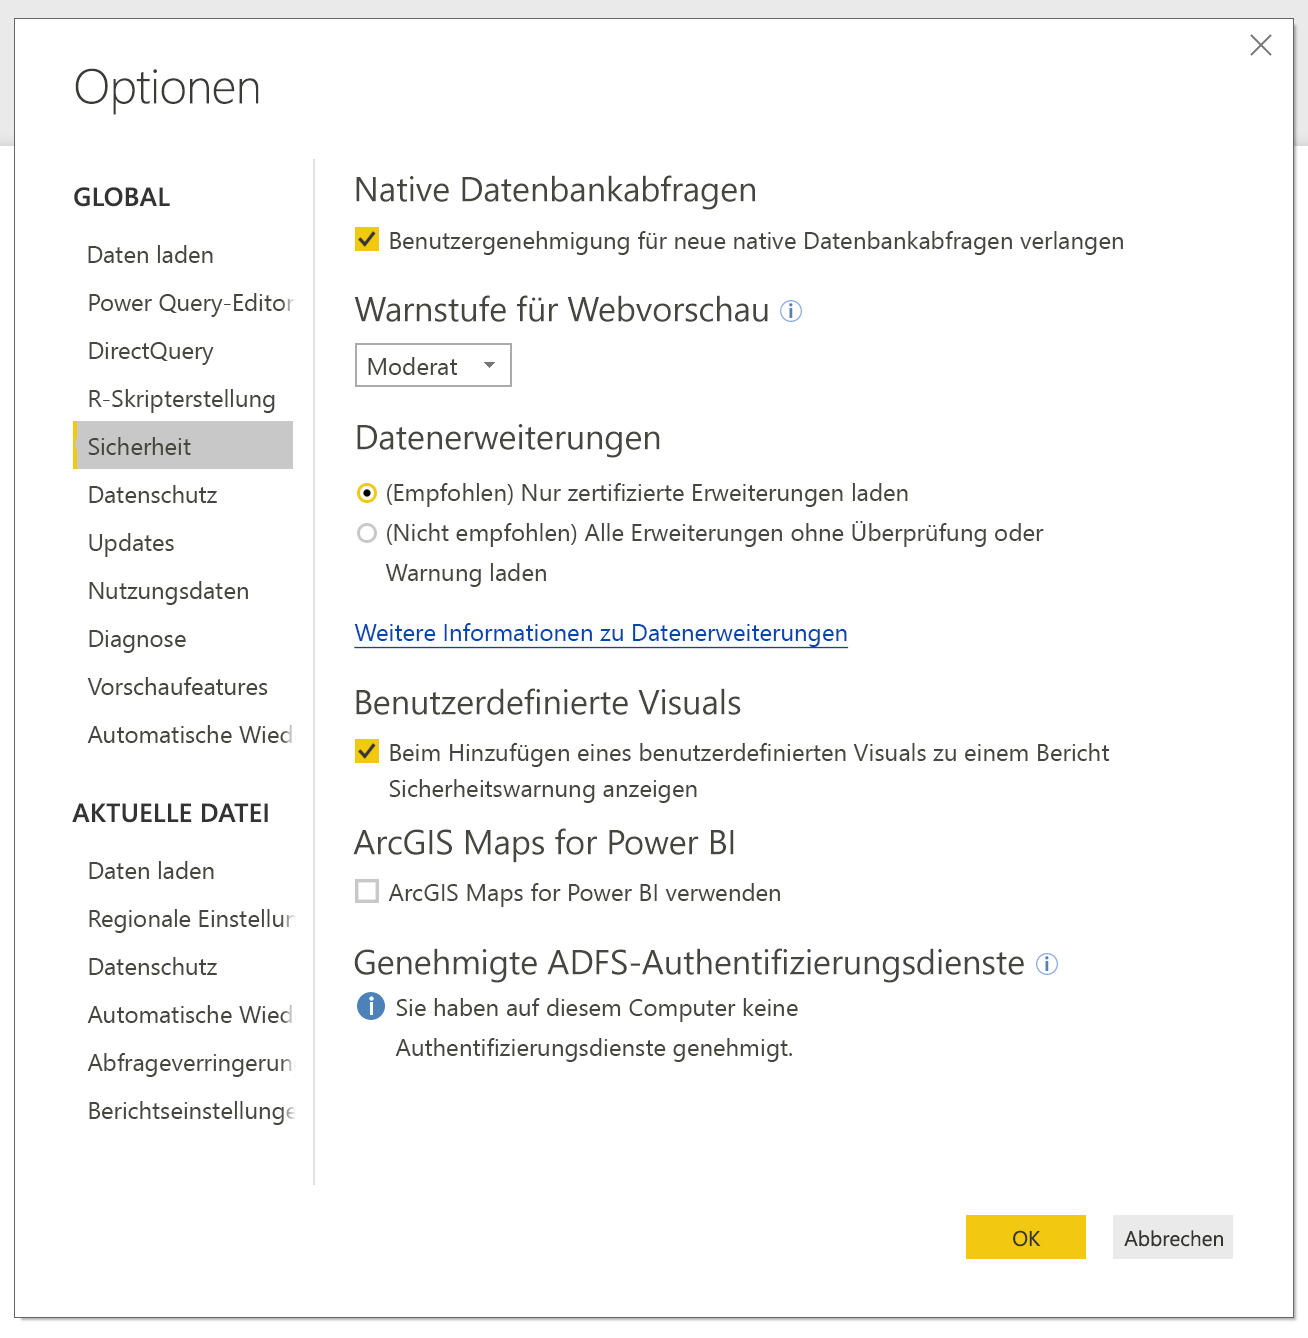 Optionen
GLOBAL
Daten laden
Power Query-Editor
DirectQuery
R-Skripterstellung
Sicherheit
Datenschutz
Updates
Nutzungsdaten
Diagnose
Vorschaufeatures
Automatische Wied
AKTUELLE DATEI
Daten laden
Regionale Einstellun
Datenschutz
Automatische Wied
Abfrageverringerun
Berichtseinstellunge
Native Datenbankabfragen
Benutzergenehmigung für neue native Datenbankabfragen verlangen
Warnstufe für Webvorschau
Moderat
Datenerweiterungen
(Empfohlen) Nur zertifizierte Erweiterungen laden
(Nicht empfohlen) Alle Erweiterungen ohne Überprüfung oder
Warnung laden
Weitere Informationen zu Datenerweiterungen
Benutzerdefinierte Visuals
Beim Hinzufügen eines benutzerdefinierten Visuals zu einem Bericht
Sicherheitswarnung anzeigen
ArcGIS Maps for Power BI
ArcGIS Maps for Power BI verwenden
Genehmigte ADFS-Authentifizierungsdienste
Sie haben auf diesem Computer keine
Authentifizierungsdienste genehmigt.
OK
Abbrechen